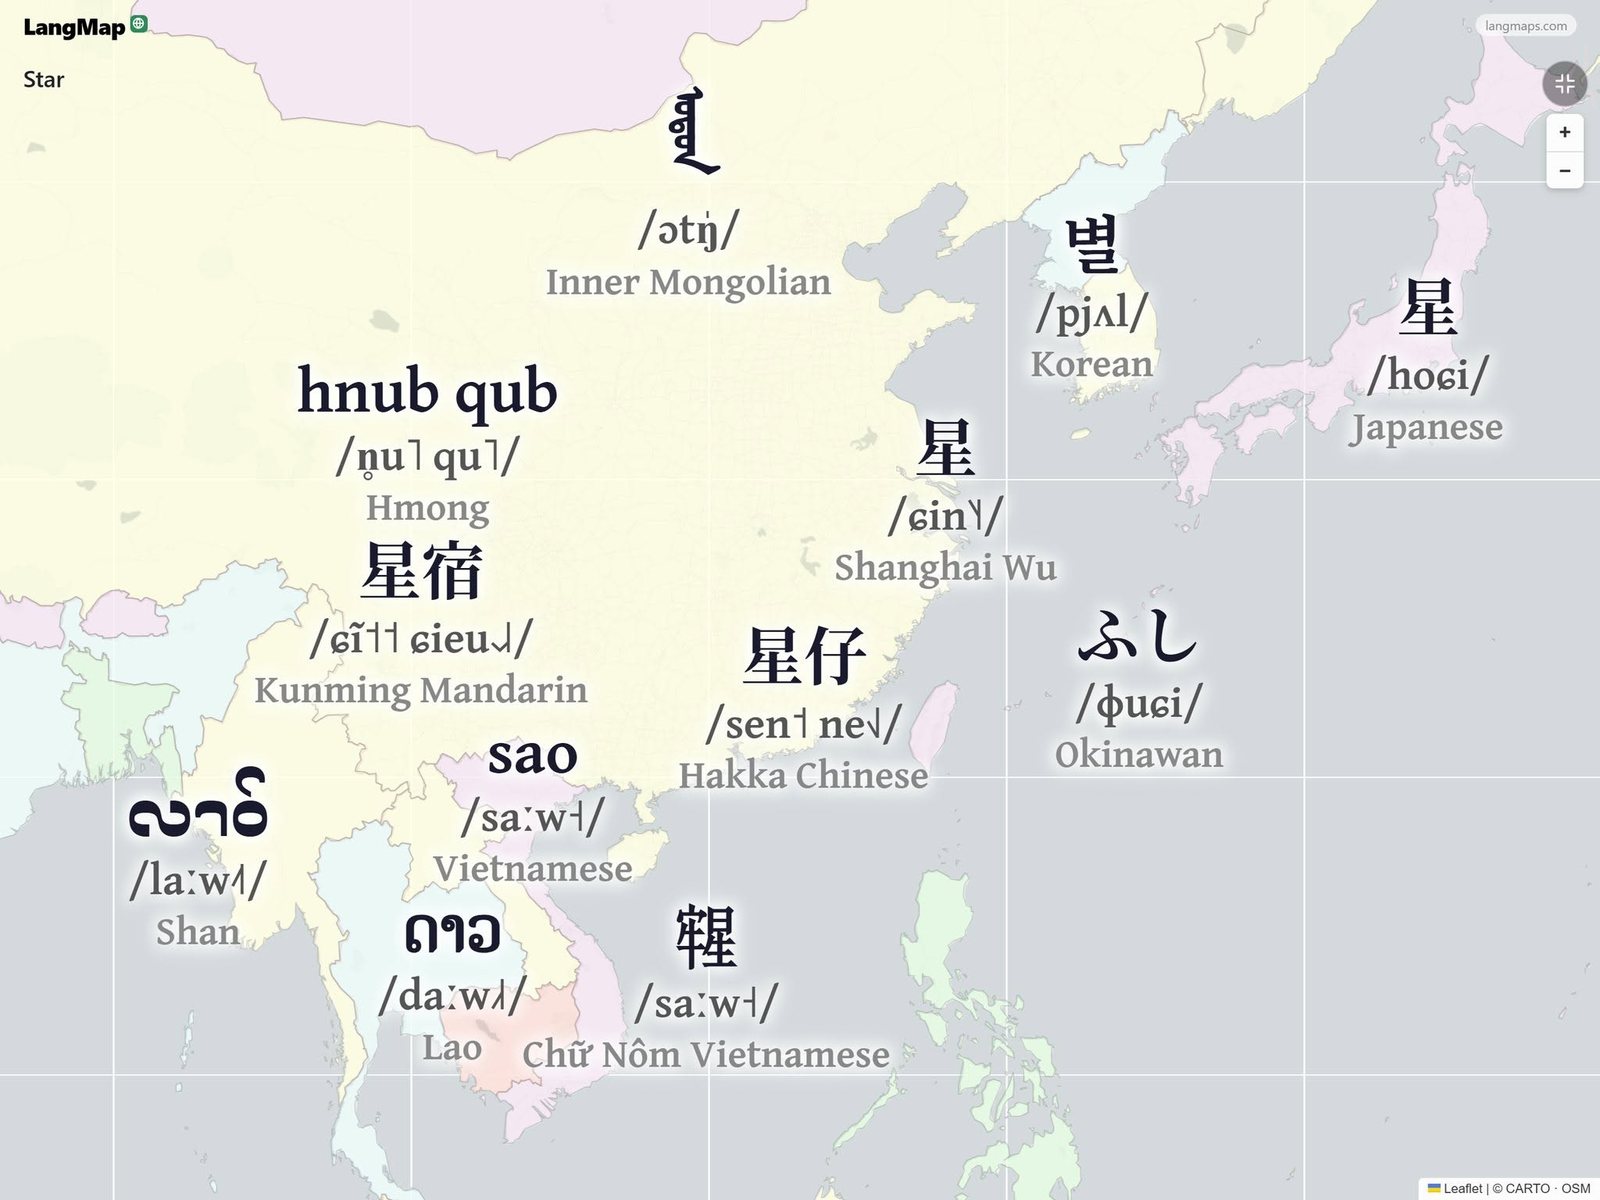 LangMap
langmaps.com
Star
+
−
/ətŋ̍/
Inner Mongolian
별
/pjʌl/
Korean
星
/hoɕi/
Japanese
hnub qub
/n̥u˥ qu˥/
Hmong
星
/ɕin˥˧/
Shanghai Wu
星宿
/ɕĩ˦˦ ɕieu˨˩˨/
Kunming Mandarin
ふし
/ɸuɕi/
Okinawan
星仔
/sen˦ ne˧˩/
Hakka Chinese
sao
/saːw˧/
Vietnamese
လၢဝ်
/laːw˨˦/
Shan
ດາວ
/daːw˩˧/
Lao
/saːw˧/
Chữ Nôm Vietnamese
Leaflet | © CARTO · OSM